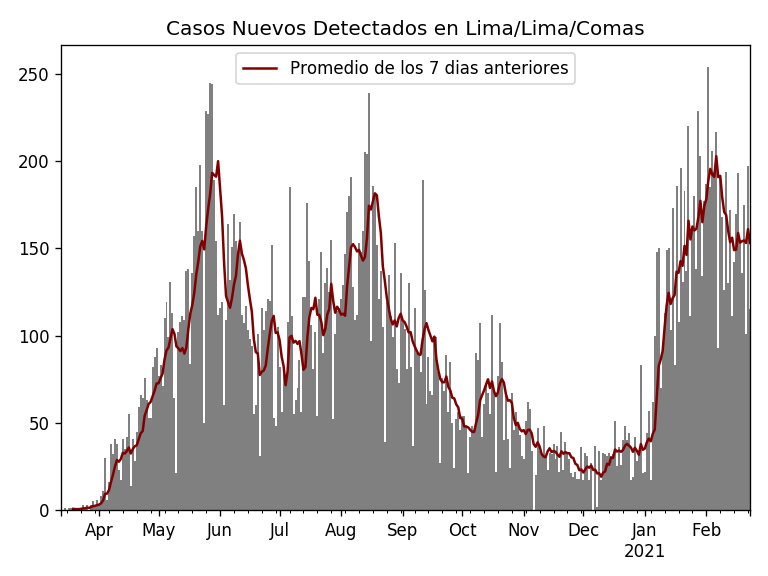 Casos Nuevos Detectados en Lima/Lima/Comas
Promedio de los 7 dias anteriores
250
200
150
100
50
0
Apr May Jun Jul Aug Sep Oct Nov Dec Jan Feb
2021